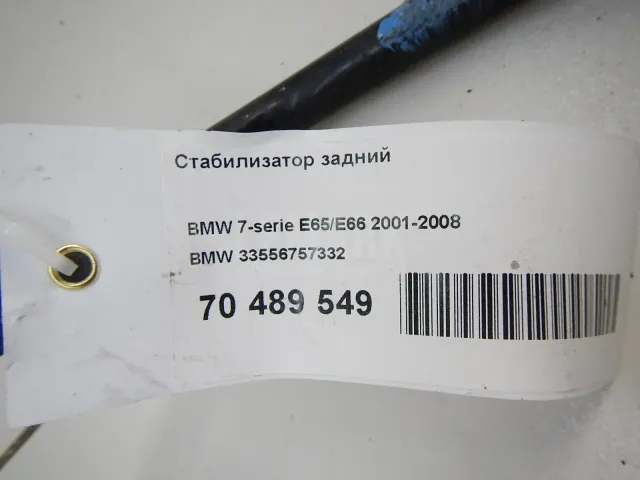 Стабилизатор задний
BMW 7-serie E65/E66 2001-2008
BMW 33556757332
70 489 549